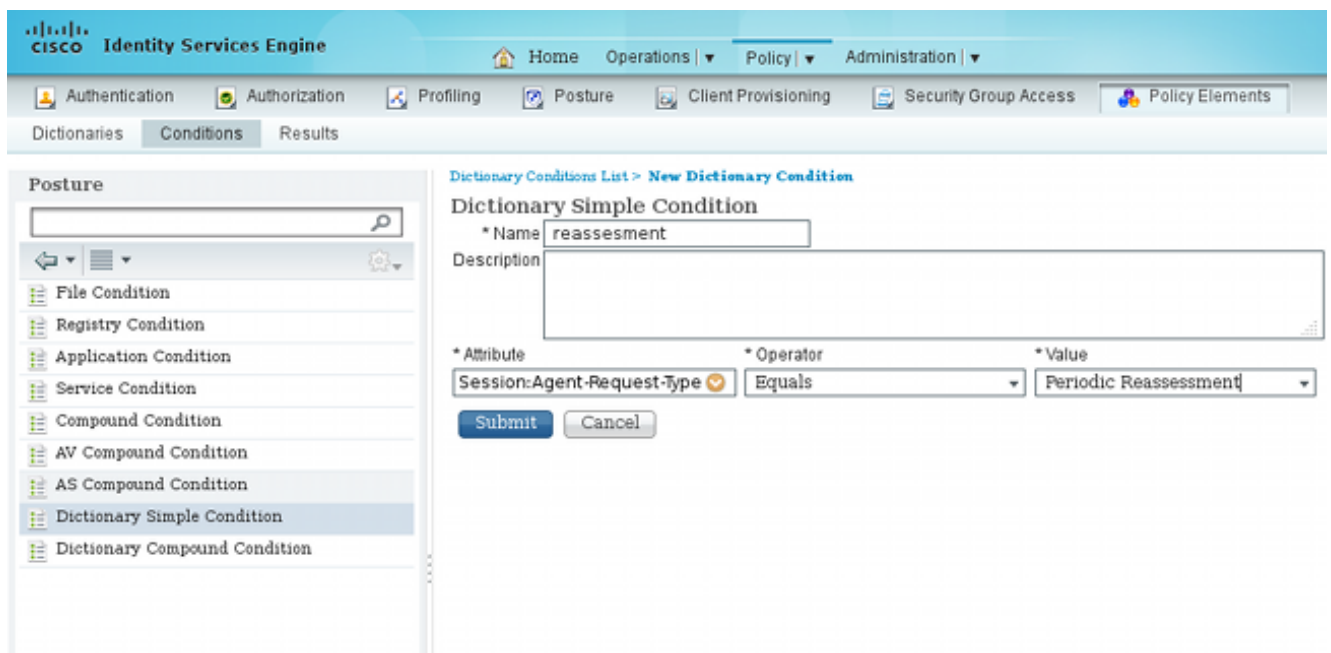 cisco Identity Services Engine
Home Operations Policy Administration
Authentication Authorization Profiling Posture Client Provisioning Security Group Access Policy Elements
Dictionaries Conditions Results
Posture
File Condition
Registry Condition
Application Condition
Service Condition
Compound Condition
AV Compound Condition
AS Compound Condition
Dictionary Simple Condition
Dictionary Compound Condition
Dictionary Conditions List > New Dictionary Condition
Dictionary Simple Condition
* Name reassesment
Description
* Attribute * Operator * Value
Session:Agent-Request-Type Equals Periodic Reassessment
Submit Cancel